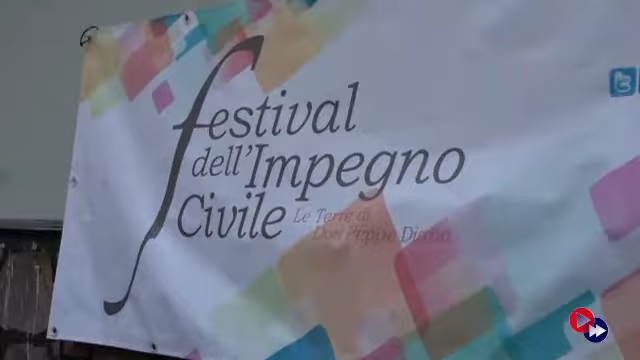 festival
dell'Impegno
Civile
Le Terre di
Don Peppe Diana